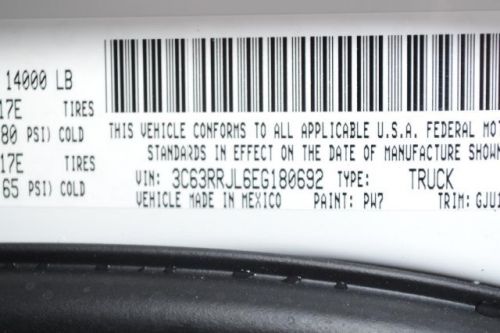 14000 LB
17E TIRES
80 PSI) COLD
THIS VEHICLE CONFORMS TO ALL APPLICABLE U.S.A. FEDERAL MOT
17E TIRES
STANDARDS IN EFFECT ON THE DATE OF MANUFACTURE SHOWN
65 PSI) COLD
VIN: 3C63RRJL6EG180692 TYPE: TRUCK
VEHICLE MADE IN MEXICO PAINT: PW7 TRIM: GJU1